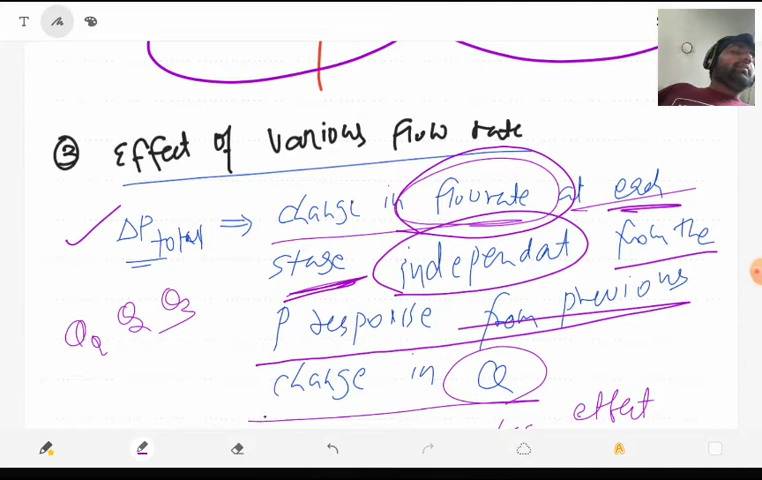 T
③ Effect of various flow rate
ΔP total ⇒ change in flowrate at each
stage independat from the
P response from previous
Q₁ Q₂ Q₃
change in Q
effect
A